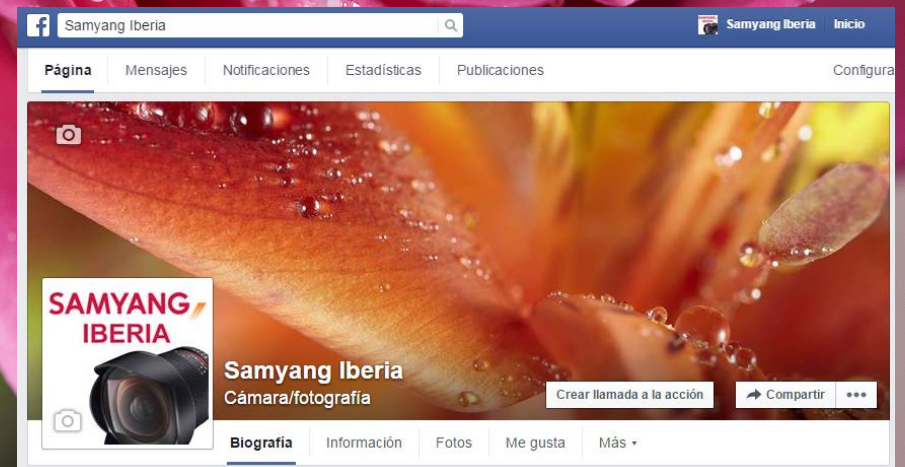 f Samyang Iberia Samyang Iberia Inicio
Página Mensajes Notificaciones Estadísticas Publicaciones Configura
SAMYANG
IBERIA
Samyang Iberia
Cámara/fotografía
Crear llamada a la acción Compartir •••
Biografía Información Fotos Me gusta Más